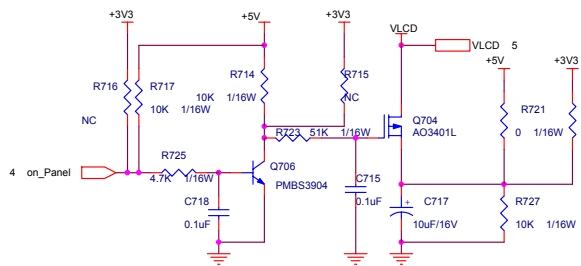 +3V3
+5V
+3V3
VLCD
VLCD 5
+5V
+3V3
R716
R717
R714
R715
R721
10K 1/16W
10K 1/16W
NC
NC
0 1/16W
Q704
AO3401L
R723 51K 1/16W
4 on_Panel
R725
4.7K 1/16W
Q706
PMBS3904
C718
0.1uF
C715
0.1uF
C717
+
10uF/16V
R727
10K 1/16W